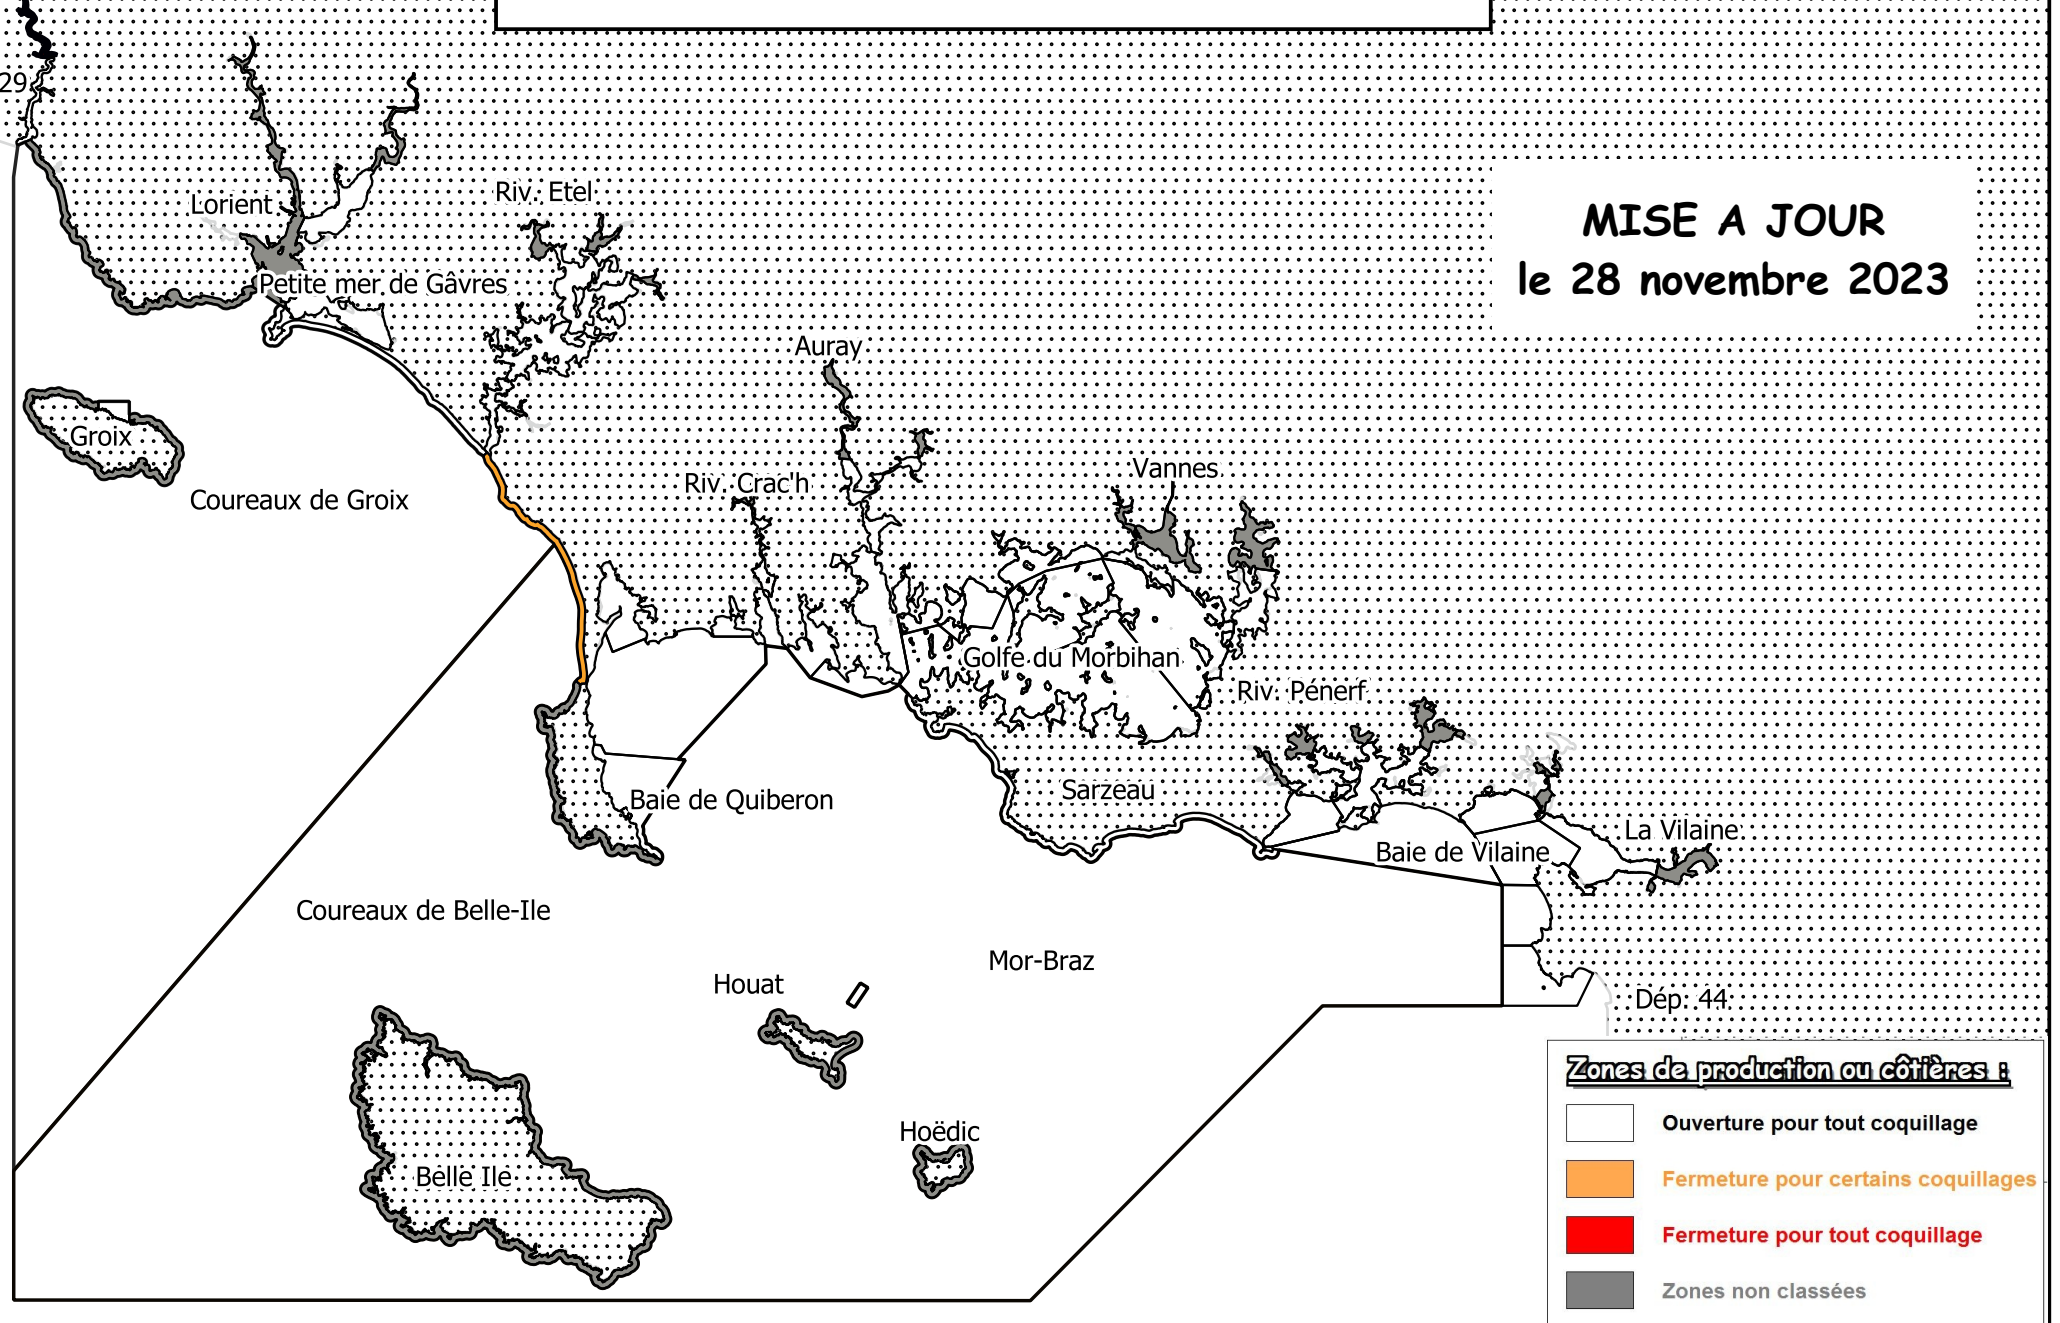 29
Lorient
Riv. Etel
MISE A JOUR
le 28 novembre 2023
Petite mer de Gâvres
Auray
Groix
Riv. Crac'h
Vannes
Coureaux de Groix
Golfe du Morbihan
Riv. Pénerf
Sarzeau
Baie de Quiberon
La Vilaine
Baie de Vilaine
Coureaux de Belle-Ile
Mor-Braz
Houat
Dép. 44
Hoëdic
Belle Ile
Zones de production ou côtières :
Ouverture pour tout coquillage
Fermeture pour certains coquillages
Fermeture pour tout coquillage
Zones non classées